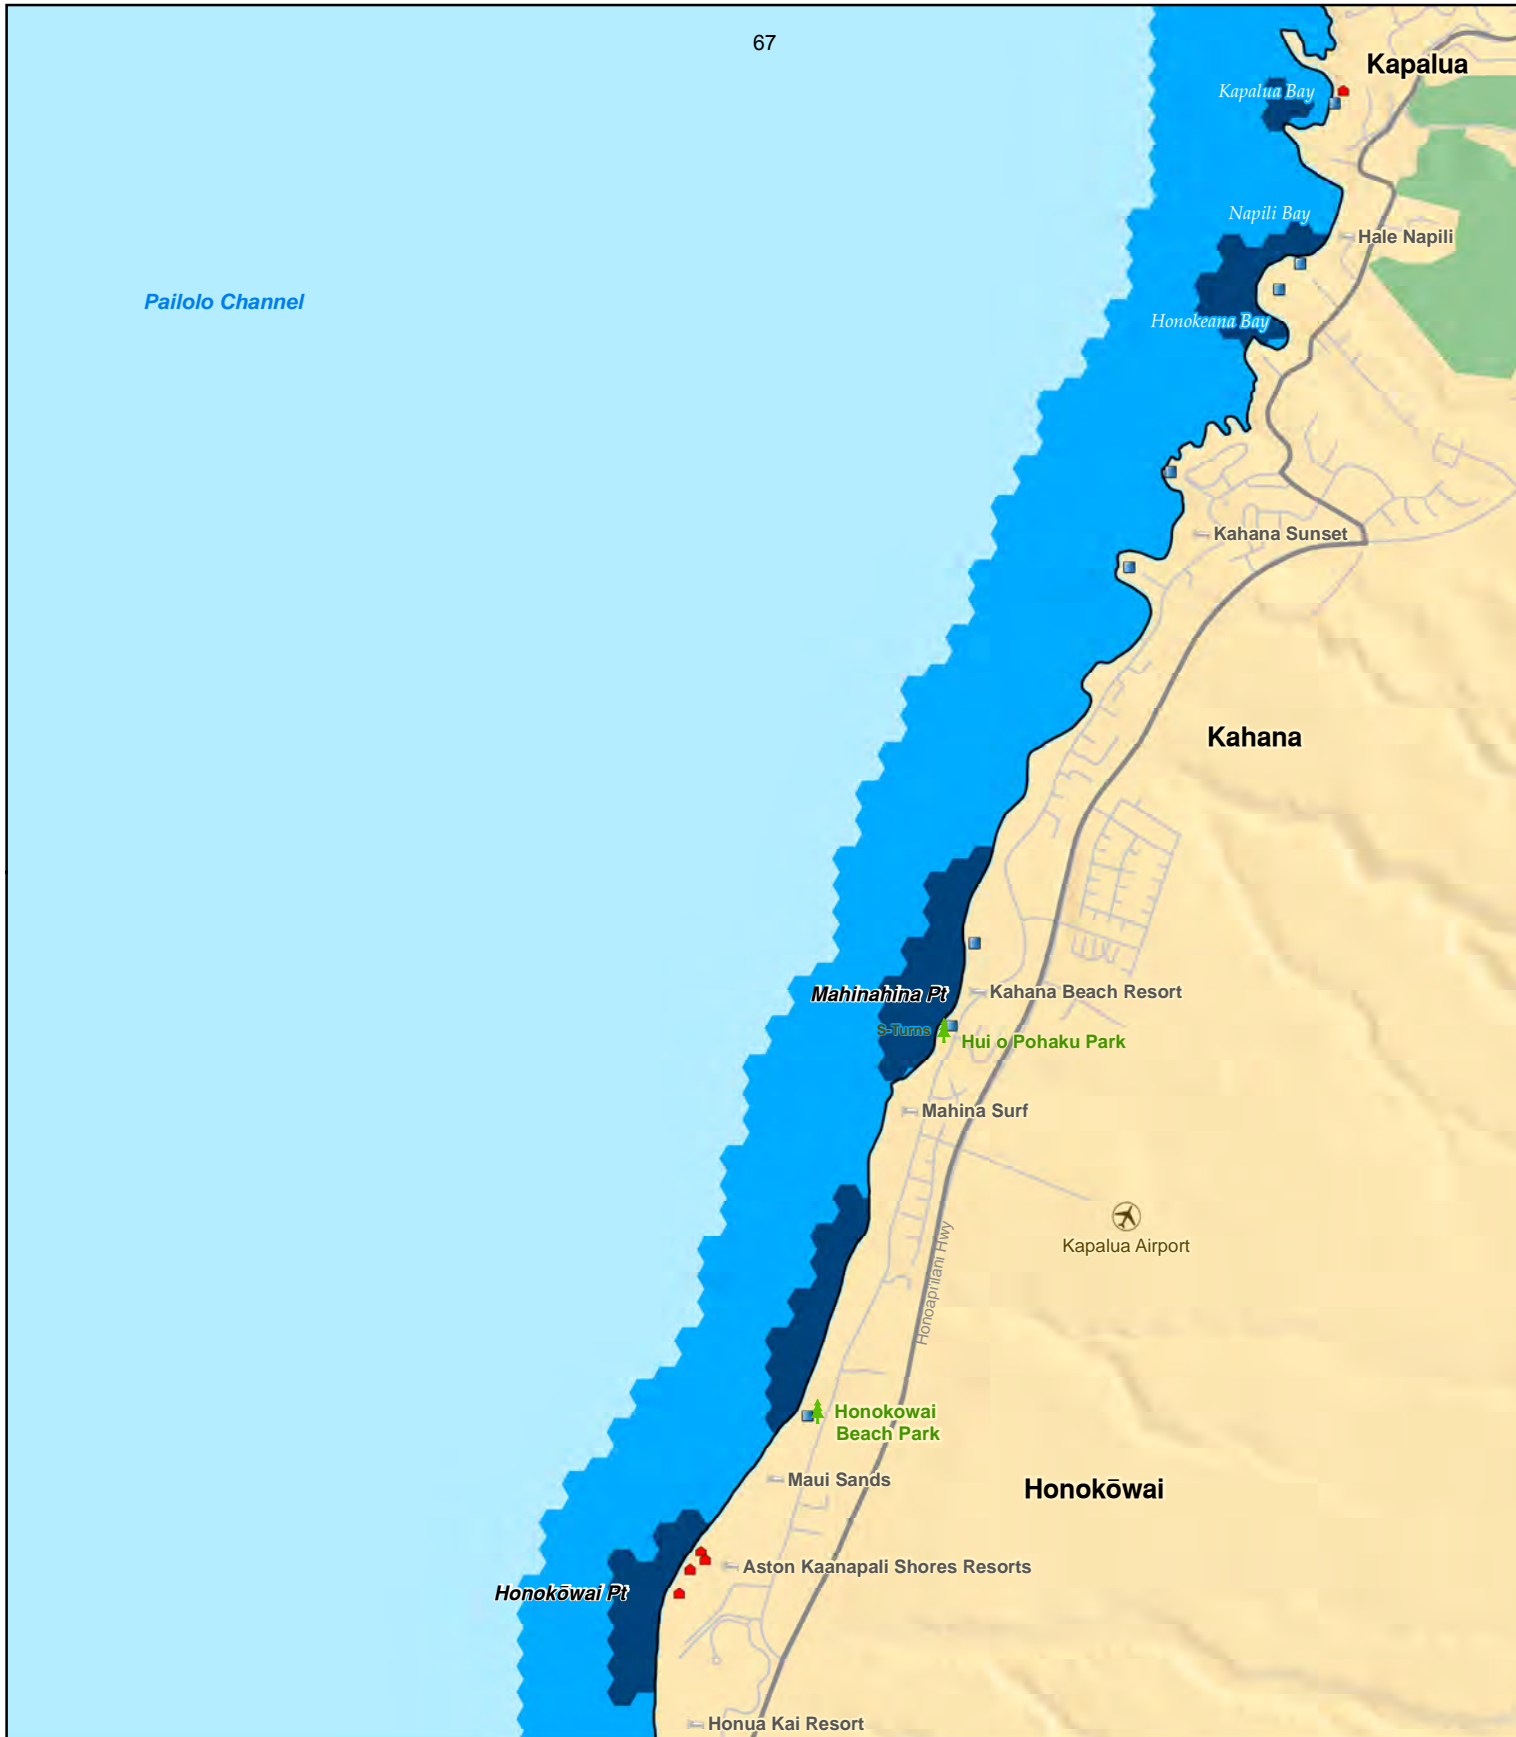 67
Kapalua
Kapalua Bay
Napili Bay
Hale Napili
Pailolo Channel
Honokeana Bay
Kahana Sunset
Kahana
Mahinahina Pt
Kahana Beach Resort
S-Turns
Hui o Pohaku Park
Mahina Surf
Kapalua Airport
Honoapiilani Hwy
Honokowai
Beach Park
Maui Sands
Honokōwai
Aston Kaanapali Shores Resorts
Honokōwai Pt
Honua Kai Resort